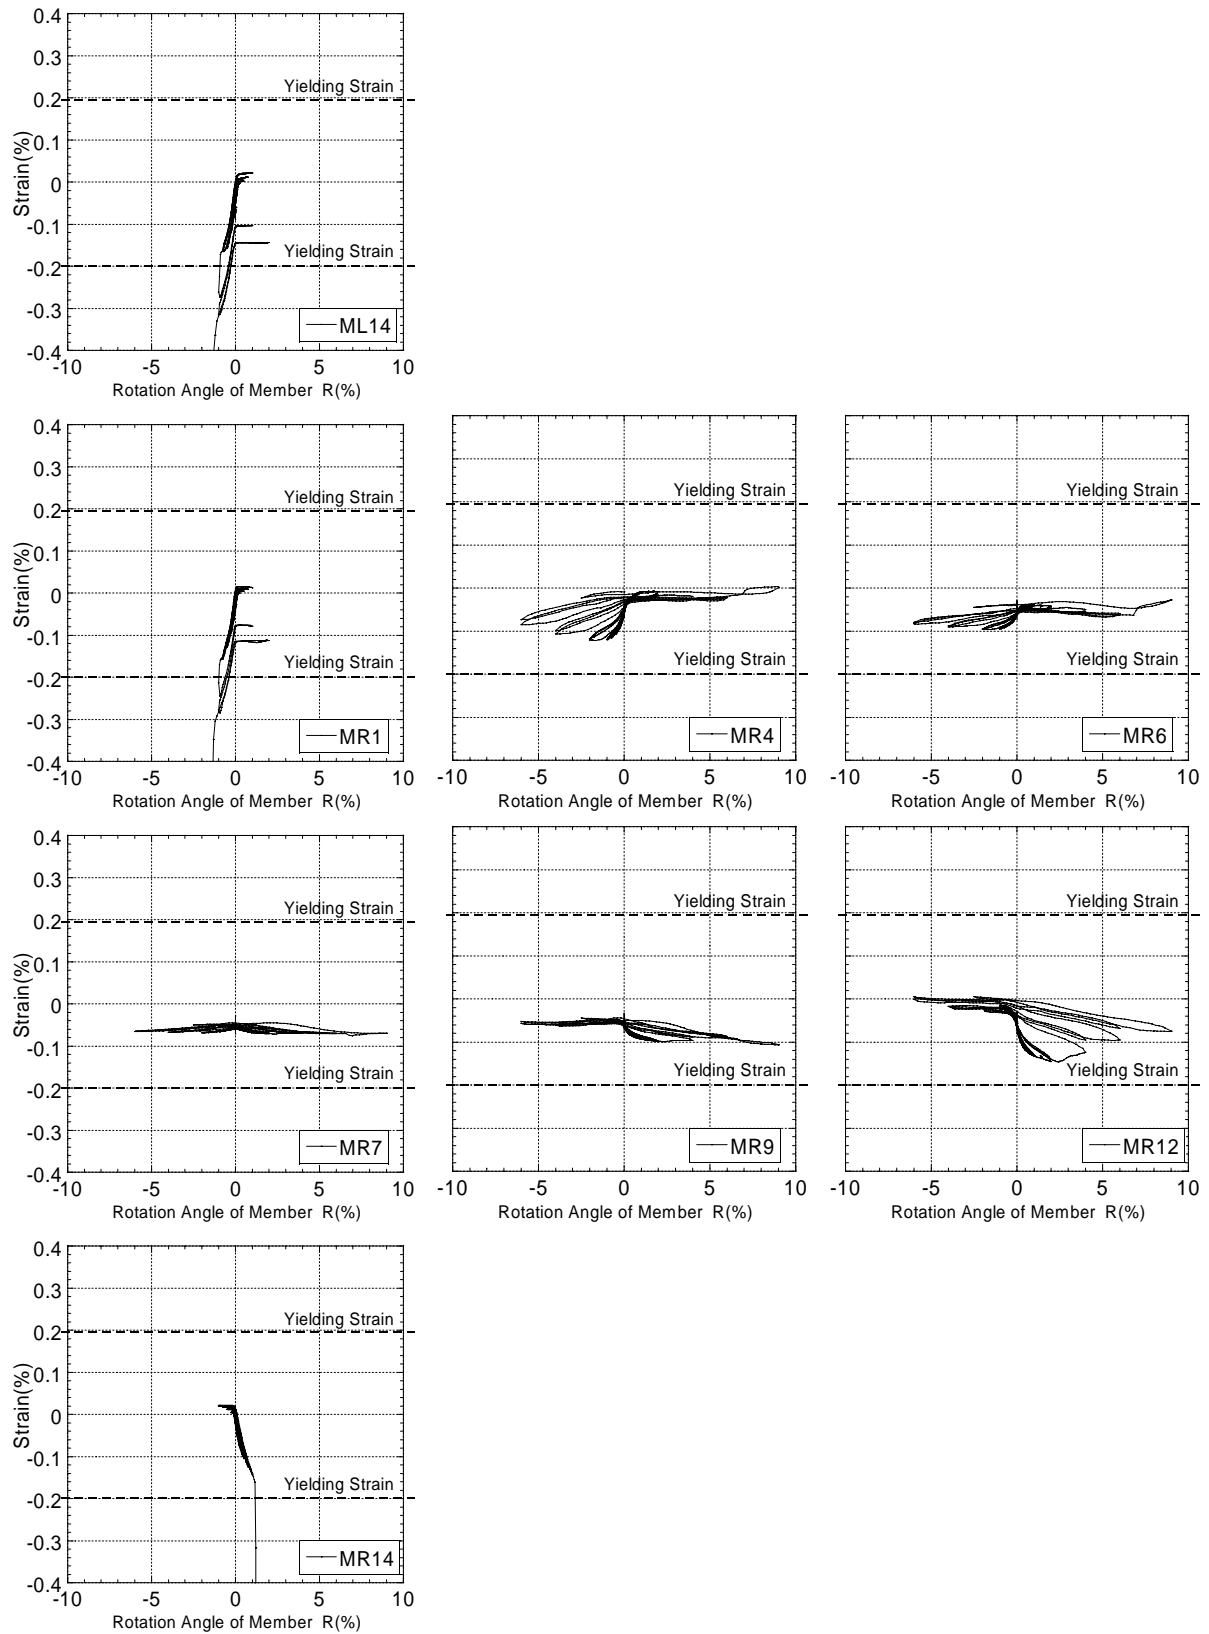 0.4
0.3
0.2
0.1
0
-0.1
-0.2
-0.3
-0.4
Strain(%)
Yielding Strain
Yielding Strain
ML14
-10 -5 0 5 10
Rotation Angle of Member R(%)
0.4
0.3
0.2
0.1
0
-0.1
-0.2
-0.3
-0.4
Strain(%)
Yielding Strain
Yielding Strain
MR1
-10 -5 0 5 10
Rotation Angle of Member R(%)
Yielding Strain
Yielding Strain
MR4
-10 -5 0 5 10
Rotation Angle of Member R(%)
Yielding Strain
Yielding Strain
MR6
-10 -5 0 5 10
Rotation Angle of Member R(%)
0.4
0.3
0.2
0.1
0
-0.1
-0.2
-0.3
-0.4
Strain(%)
Yielding Strain
Yielding Strain
MR7
-10 -5 0 5 10
Rotation Angle of Member R(%)
Yielding Strain
Yielding Strain
MR9
-10 -5 0 5 10
Rotation Angle of Member R(%)
Yielding Strain
Yielding Strain
MR12
-10 -5 0 5 10
Rotation Angle of Member R(%)
0.4
0.3
0.2
0.1
0
-0.1
-0.2
-0.3
-0.4
Strain(%)
Yielding Strain
Yielding Strain
MR14
-10 -5 0 5 10
Rotation Angle of Member R(%)